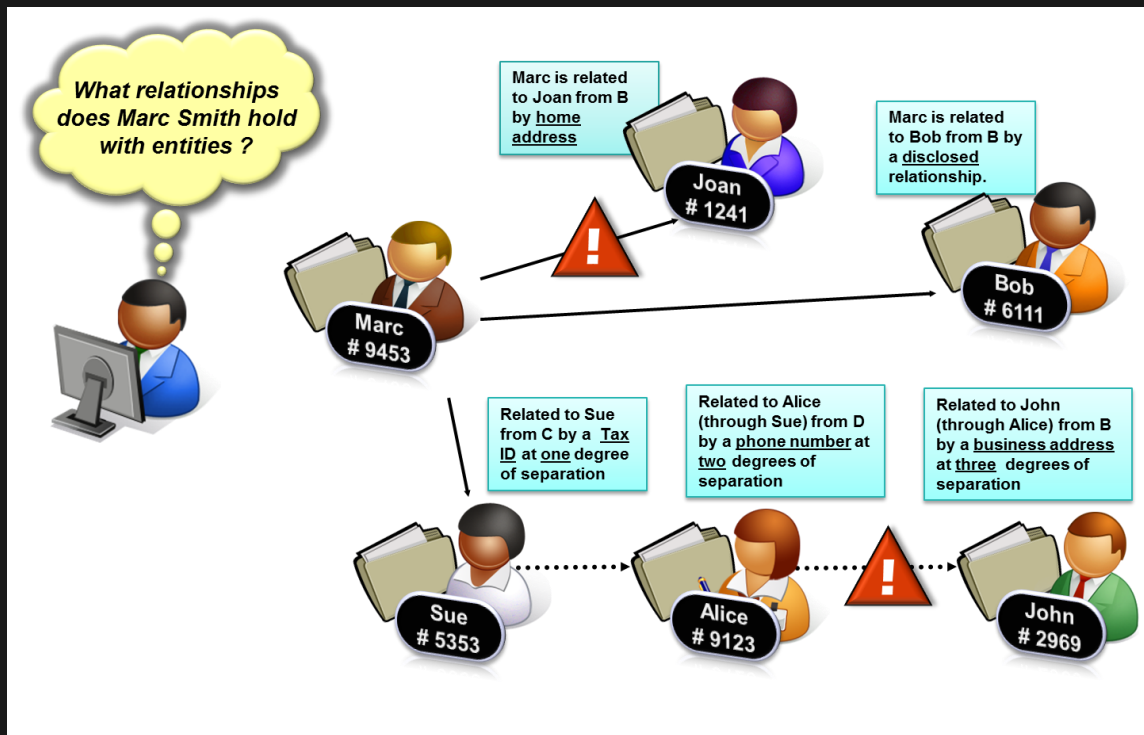 What relationships
does Marc Smith hold
with entities ?
Marc is related
to Joan from B
by home
address
Joan
# 1241
Marc is related
to Bob from B by
a disclosed
relationship.
Bob
# 6111
Marc
# 9453
Related to Sue
from C by a Tax
ID at one degree
of separation
Related to Alice
(through Sue) from D
by a phone number at
two degrees of
separation
Related to John
(through Alice) from B
by a business address
at three degrees of
separation
Sue
# 5353
Alice
# 9123
John
# 2969
!
!